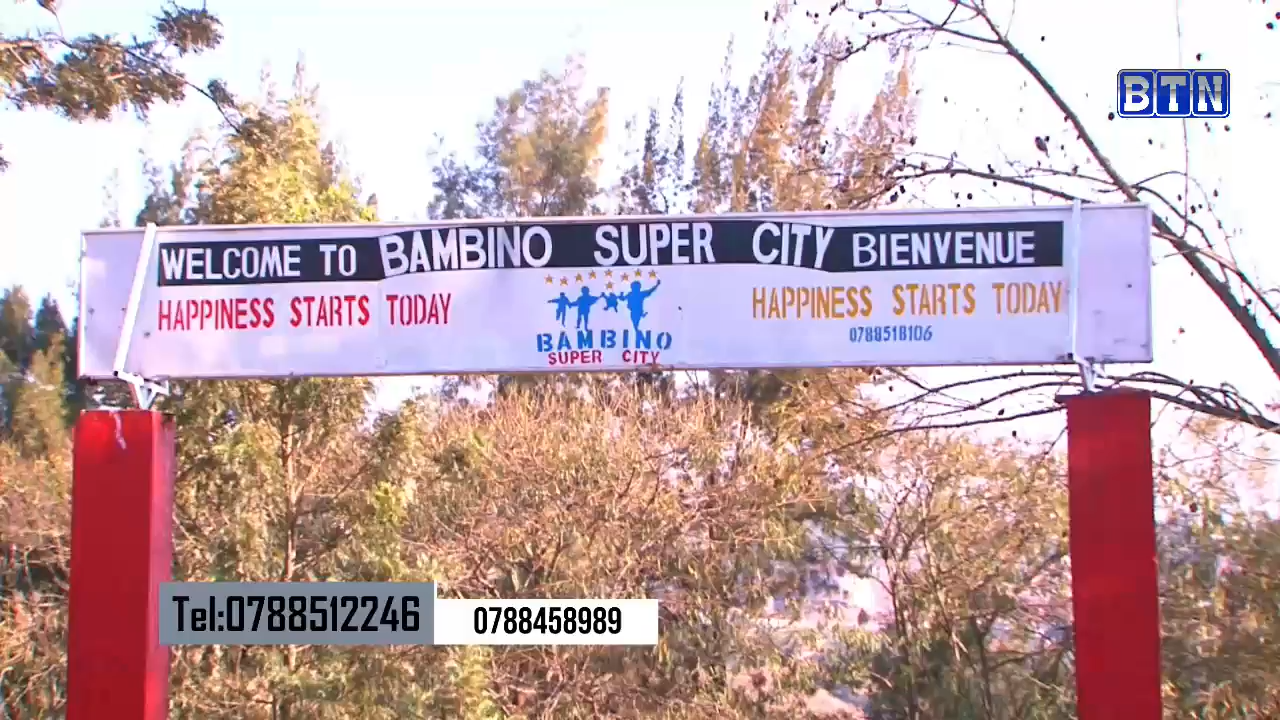 BTN
WELCOME TO BAMBINO SUPER CITY BIENVENUE
HAPPINESS STARTS TODAY
HAPPINESS STARTS TODAY
0788518106
BAMBINO
SUPER CITY
Tel:0788512246
0788458989